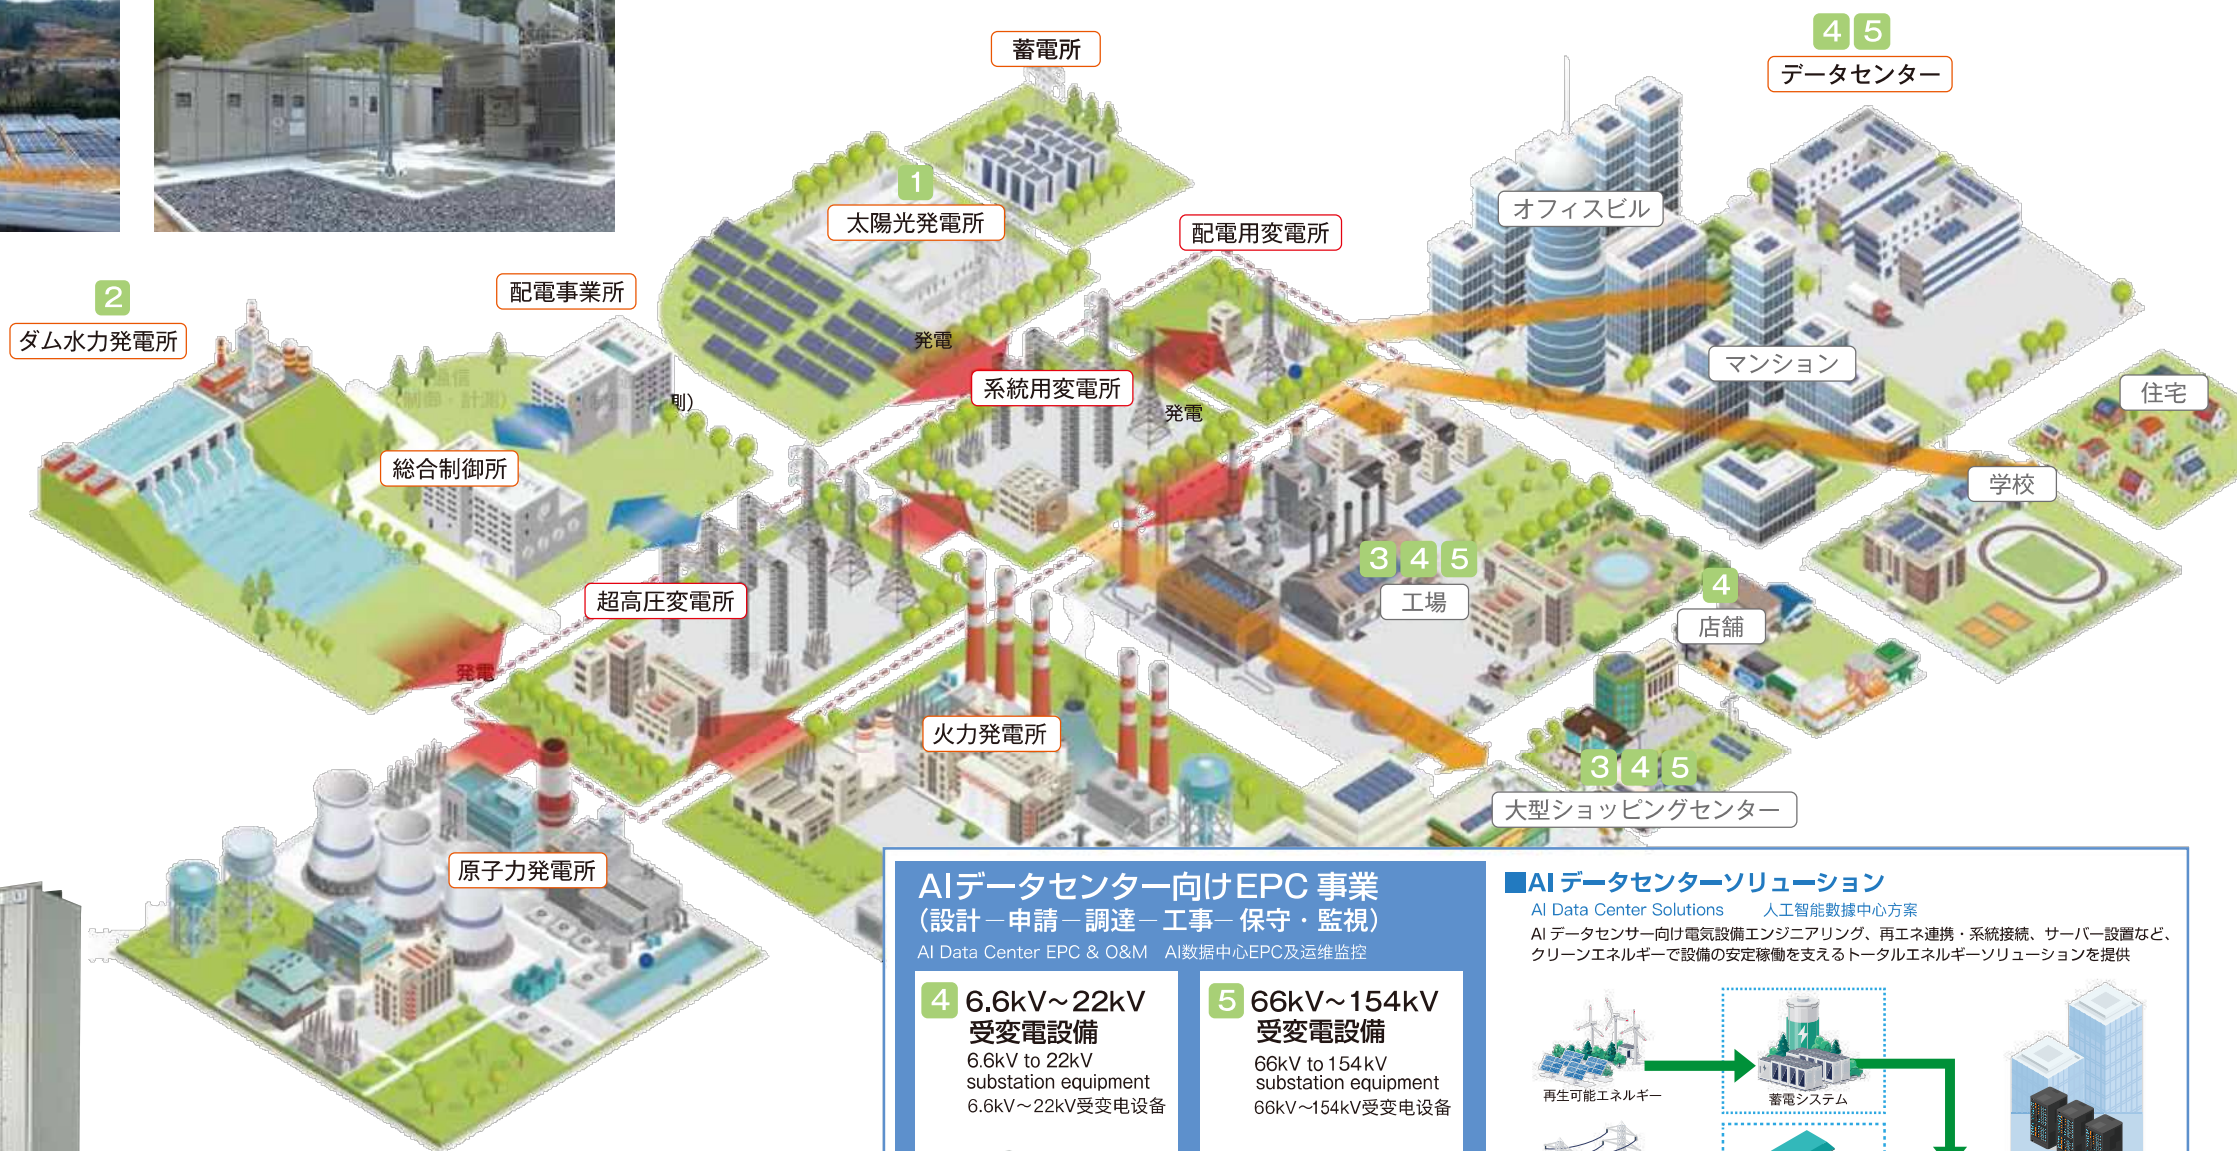 蓄電所
4 5
データセンター
1
太陽光発電所
オフィスビル
配電用変電所
2
ダム水力発電所
配電事業所
発電
系統用変電所
発電
マンション
住宅
通信
(制御・計測)
測)
総合制御所
学校
発電
超高圧変電所
3 4 5
工場
4
店舗
発電
火力発電所
3 4 5
大型ショッピングセンター
原子力発電所
AIデータセンター向けEPC 事業
(設計－申請－調達－工事－保守・監視)
AI Data Center EPC & O&M AI数据中心EPC及运维监控
4 6.6kV～22kV
受変電設備
6.6kV to 22kV
substation equipment
6.6kV～22kV受变电设备
5 66kV～154kV
受変電設備
66kV to 154kV
substation equipment
66kV～154kV受变电设备
■AI データセンターソリューション
AI Data Center Solutions 人工智能數據中心方案
AI データセンサー向け電気設備エンジニアリング、再エネ連携・系統接続、サーバー設置など、
クリーンエネルギーで設備の安定稼働を支えるトータルエネルギーソリューションを提供
再生可能エネルギー
蓄電システム